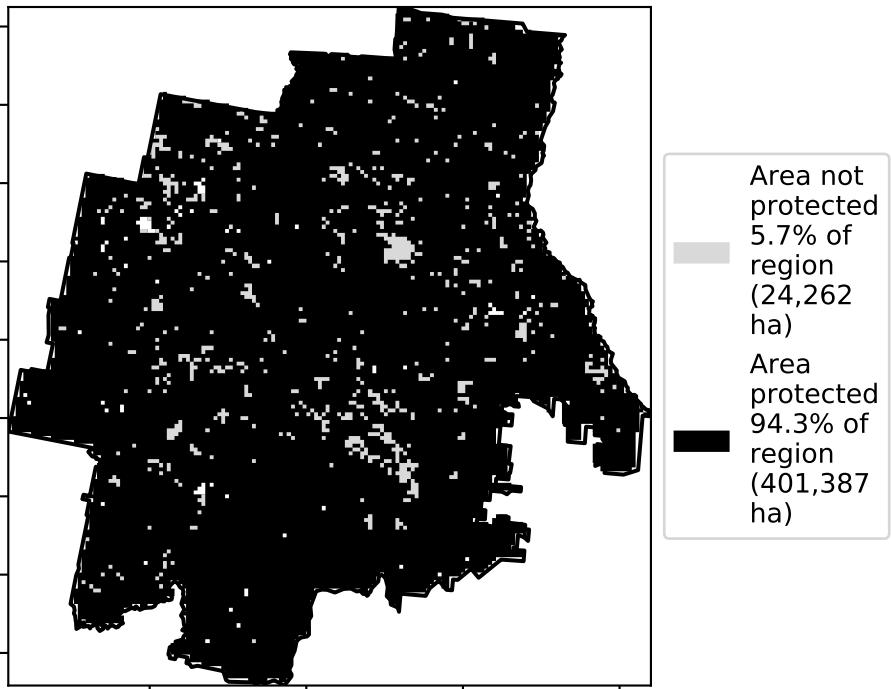 Area not
protected
5.7% of
region
(24,262
ha)
Area
protected
94.3% of
region
(401,387
ha)